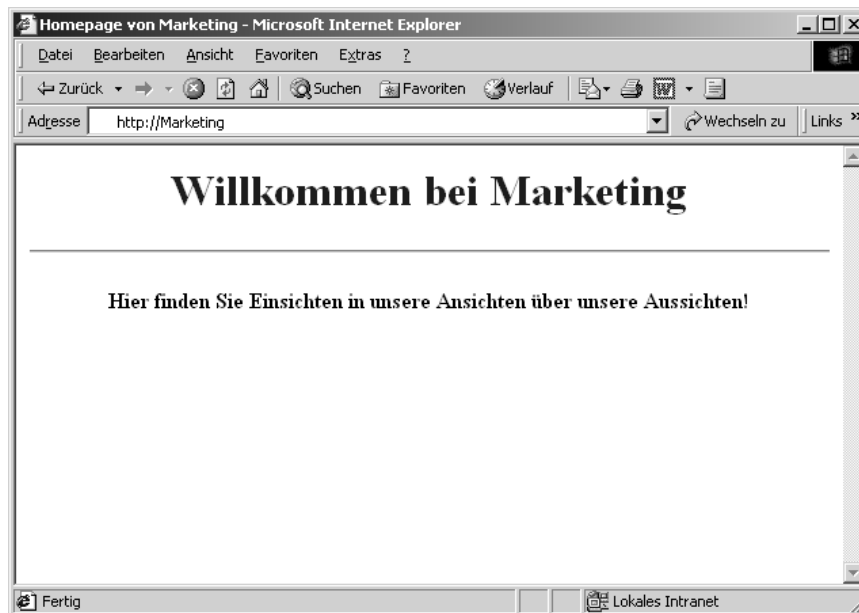 Homepage von Marketing - Microsoft Internet Explorer
Datei Bearbeiten Ansicht Favoriten Extras ?
Zurück Suchen Favoriten Verlauf
Adresse http://Marketing Wechseln zu Links »
Willkommen bei Marketing
Hier finden Sie Einsichten in unsere Ansichten über unsere Aussichten!
Fertig Lokales Intranet